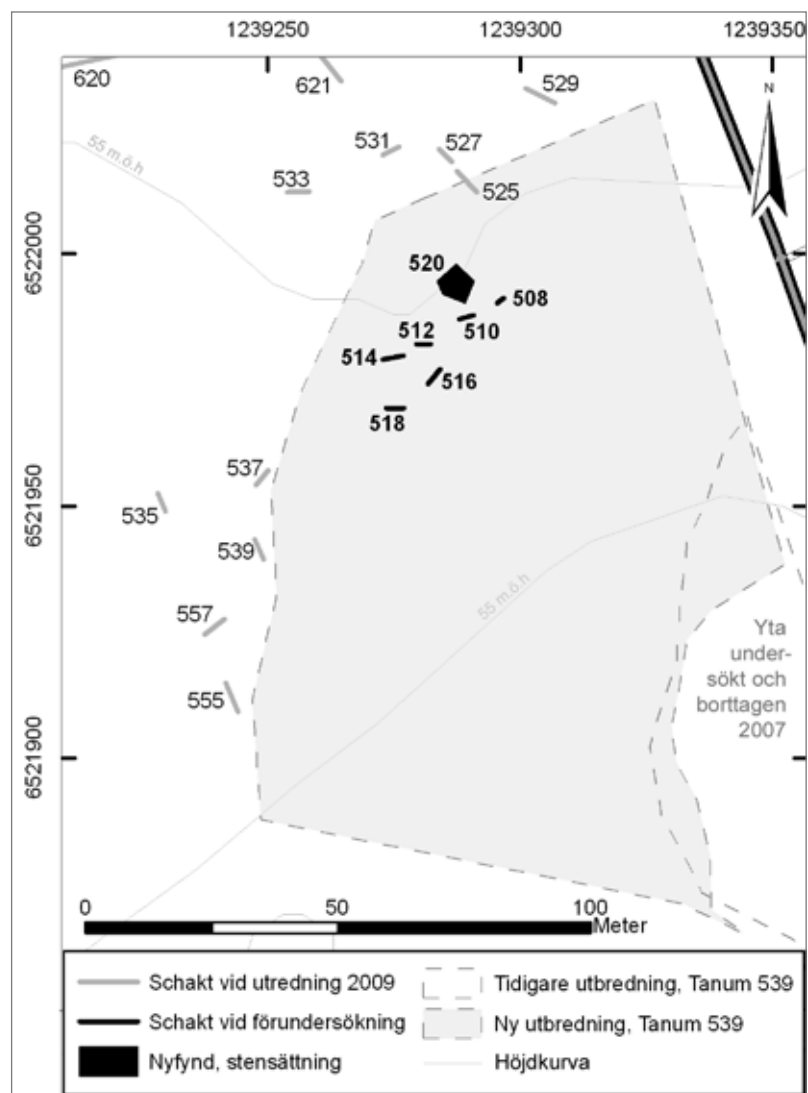 1239250
1239300
1239350
620
621
529
N
531
527
55 m.ö.h
533
525
6522000
520
508
512
510
514
516
518
537
6521950
535
539
55 m.ö.h
557
Yta
under-
sökt och
borttagen
2007
555
6521900
0
50
100
Meter
Schakt vid utredning 2009
Tidigare utbredning, Tanum 539
Schakt vid förundersökning
Ny utbredning, Tanum 539
Nyfynd, stensättning
Höjdkurva